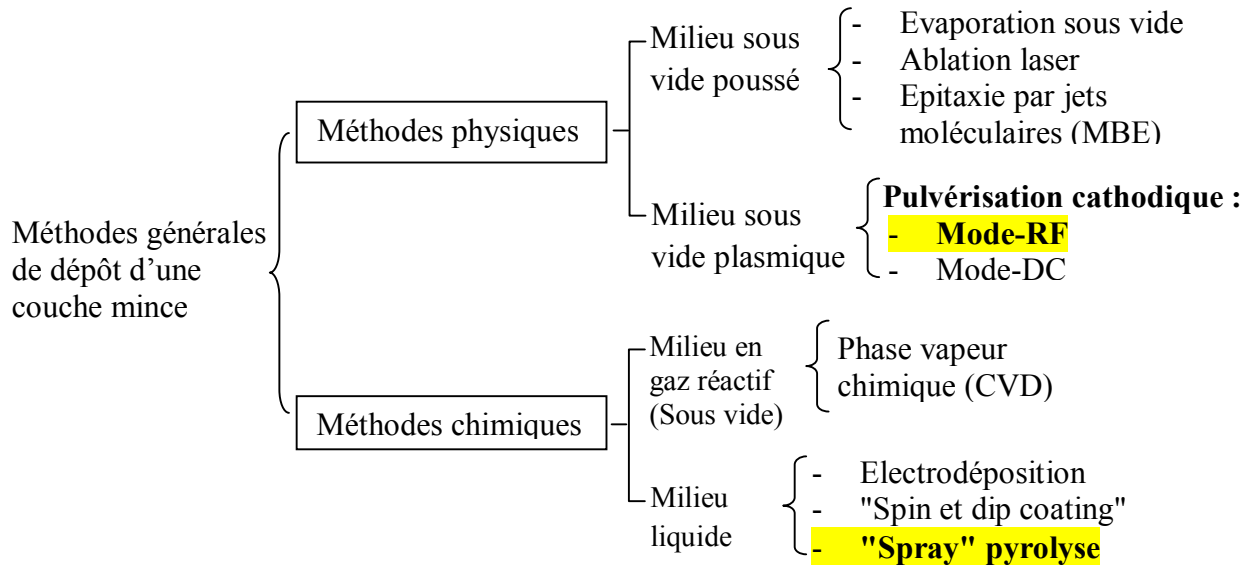 Méthodes générales
de dépôt d'une
couche mince
Méthodes physiques
Milieu sous
vide poussé
- Evaporation sous vide
- Ablation laser
- Epitaxie par jets
moléculaires (MBE)
Milieu sous
vide plasmique
Pulvérisation cathodique :
- Mode-RF
- Mode-DC
Méthodes chimiques
Milieu en
gaz réactif
(Sous vide)
Phase vapeur
chimique (CVD)
Milieu
liquide
- Electrodéposition
- "Spin et dip coating"
- "Spray" pyrolyse